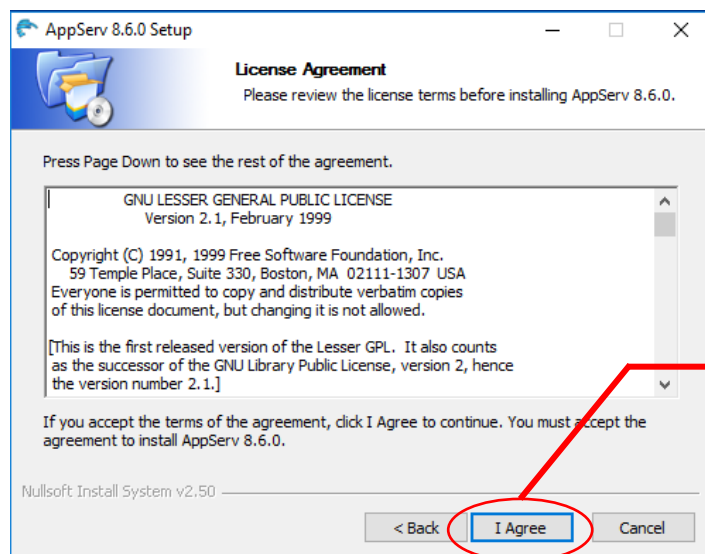 AppServ 8.6.0 Setup
License Agreement
Please review the license terms before installing AppServ 8.6.0.
Press Page Down to see the rest of the agreement.
GNU LESSER GENERAL PUBLIC LICENSE
Version 2.1, February 1999
Copyright (C) 1991, 1999 Free Software Foundation, Inc.
59 Temple Place, Suite 330, Boston, MA 02111-1307 USA
Everyone is permitted to copy and distribute verbatim copies
of this license document, but changing it is not allowed.
[This is the first released version of the Lesser GPL. It also counts
as the successor of the GNU Library Public License, version 2, hence
the version number 2.1.]
If you accept the terms of the agreement, click I Agree to continue. You must accept the
agreement to install AppServ 8.6.0.
Nullsoft Install System v2.50
< Back I Agree Cancel